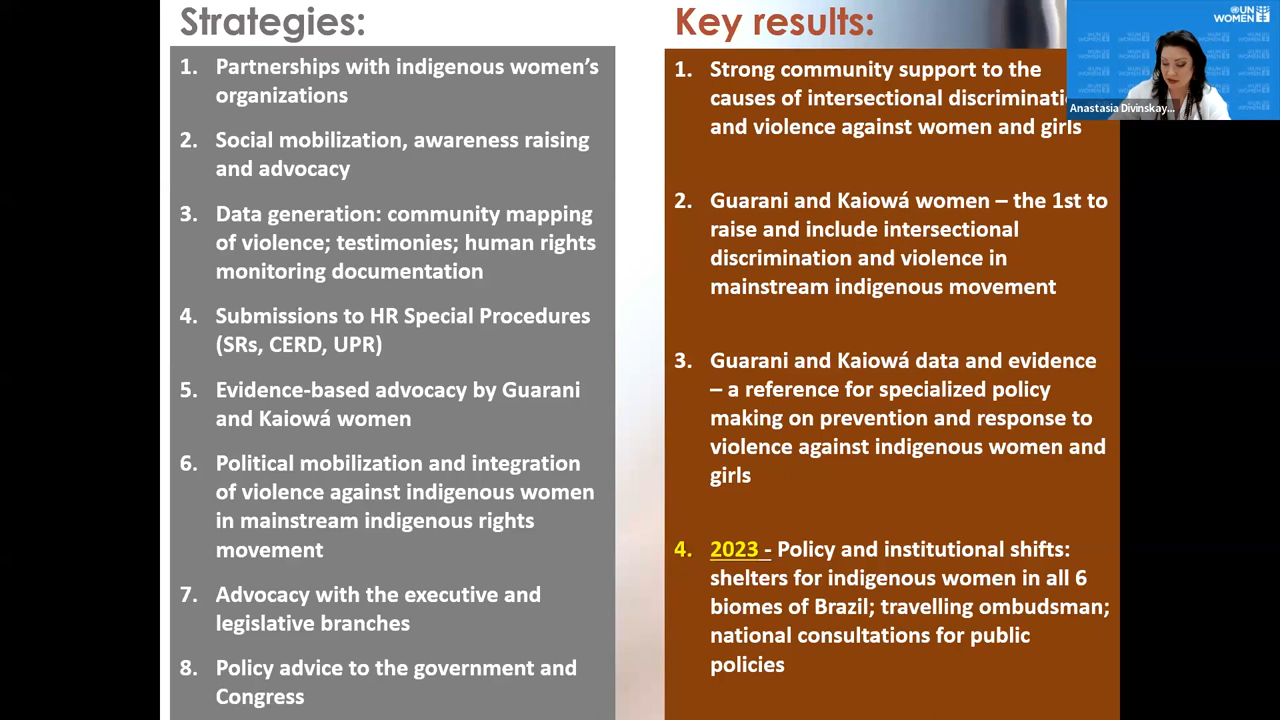 Strategies:
1. Partnerships with indigenous women's
organizations
2. Social mobilization, awareness raising
and advocacy
3. Data generation: community mapping
of violence; testimonies; human rights
monitoring documentation
4. Submissions to HR Special Procedures
(SRs, CERD, UPR)
5. Evidence-based advocacy by Guarani
and Kaiowá women
6. Political mobilization and integration
of violence against indigenous women
in mainstream indigenous rights
movement
7. Advocacy with the executive and
legislative branches
8. Policy advice to the government and
Congress
Key results:
1. Strong community support to the
causes of intersectional discriminati
and violence against women and girls
2. Guarani and Kaiowá women – the 1st to
raise and include intersectional
discrimination and violence in
mainstream indigenous movement
3. Guarani and Kaiowá data and evidence
– a reference for specialized policy
making on prevention and response to
violence against indigenous women and
girls
4. 2023 - Policy and institutional shifts:
shelters for indigenous women in all 6
biomes of Brazil; travelling ombudsman;
national consultations for public
policies
UN
WOMEN
Anastasia Divinskay...